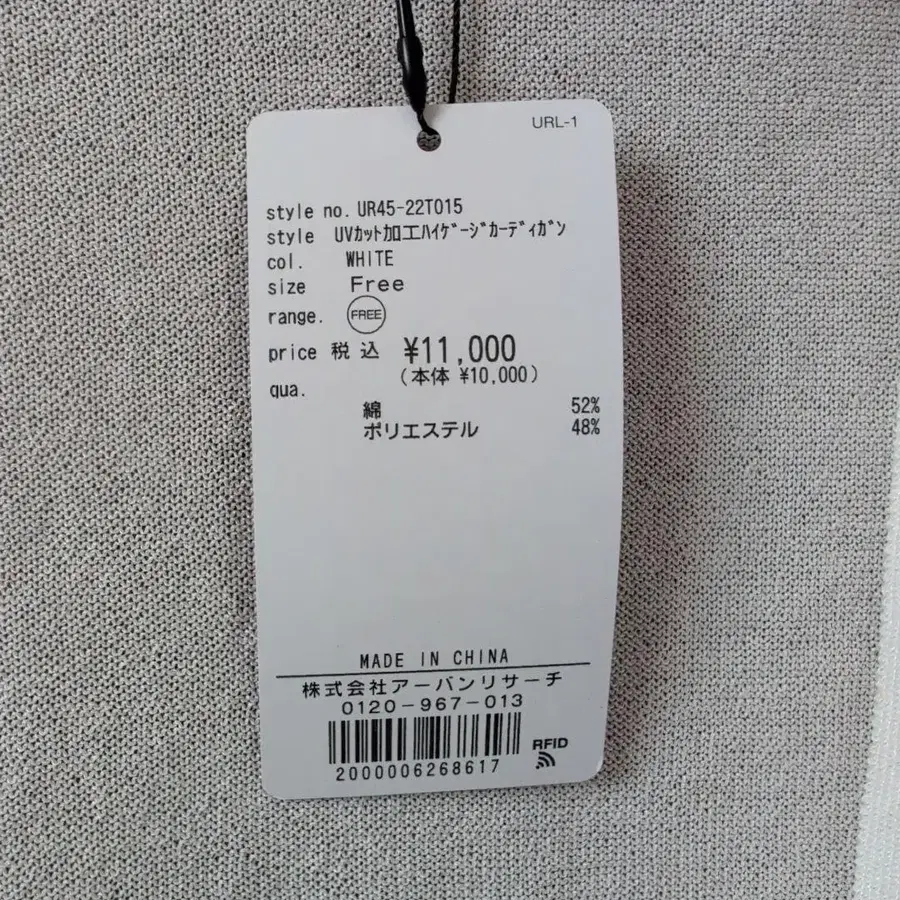 URL-1
style no. UR45-22T015
style UVカット加工ﾊｲｹﾞｰｼﾞｶｰﾃﾞｨｶﾞﾝ
col. WHITE
size Free
range. FREE
price 税込 ¥11,000
(本体 ¥10,000)
qua.
綿 52%
ポリエステル 48%
MADE IN CHINA
株式会社アーバンリサーチ
0120-967-013
2000006268617
RFID